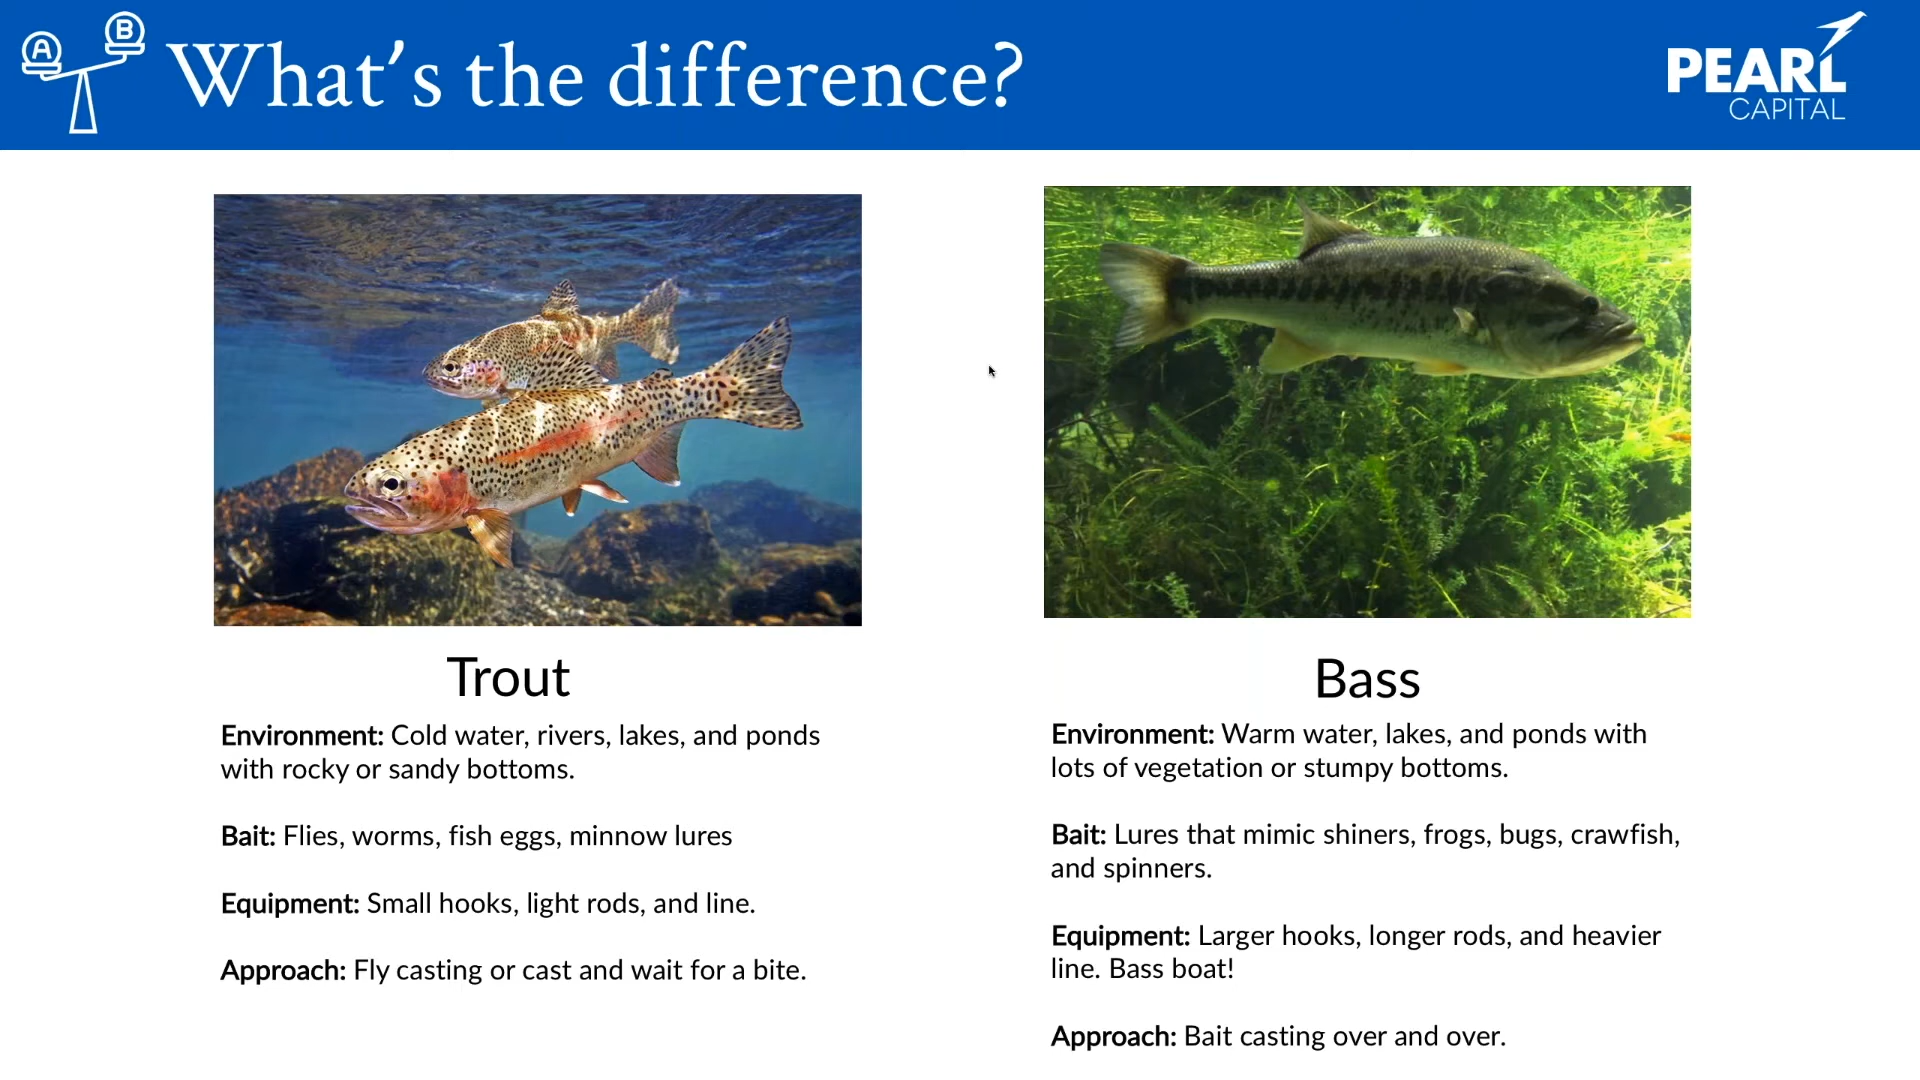 A
B
What's the difference?
PEARL
CAPITAL
Trout
Environment: Cold water, rivers, lakes, and ponds
with rocky or sandy bottoms.
Bait: Flies, worms, fish eggs, minnow lures
Equipment: Small hooks, light rods, and line.
Approach: Fly casting or cast and wait for a bite.
Bass
Environment: Warm water, lakes, and ponds with
lots of vegetation or stumpy bottoms.
Bait: Lures that mimic shiners, frogs, bugs, crawfish,
and spinners.
Equipment: Larger hooks, longer rods, and heavier
line. Bass boat!
Approach: Bait casting over and over.